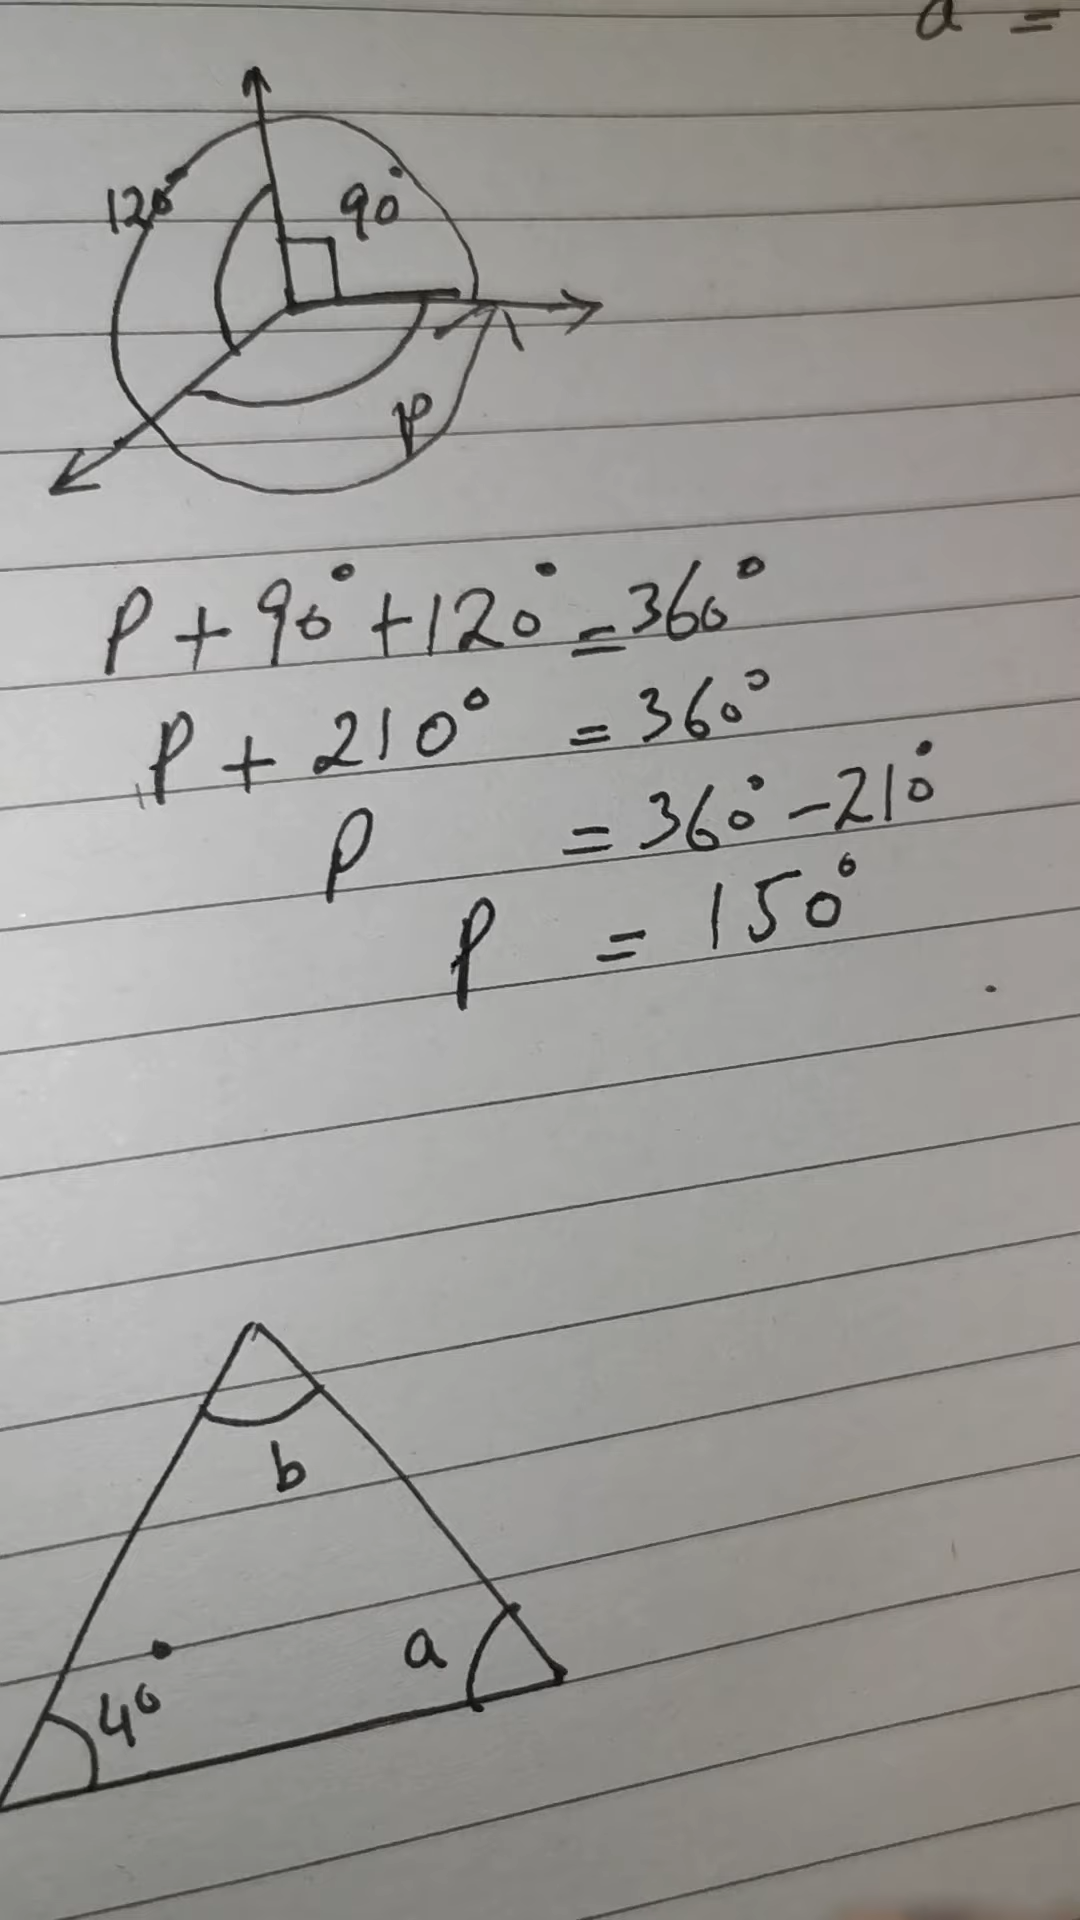 a =
120°
90°
p
P + 90° + 120° = 360°
P + 210° = 360°
P = 360° - 210°
P = 150°
b
a
40°